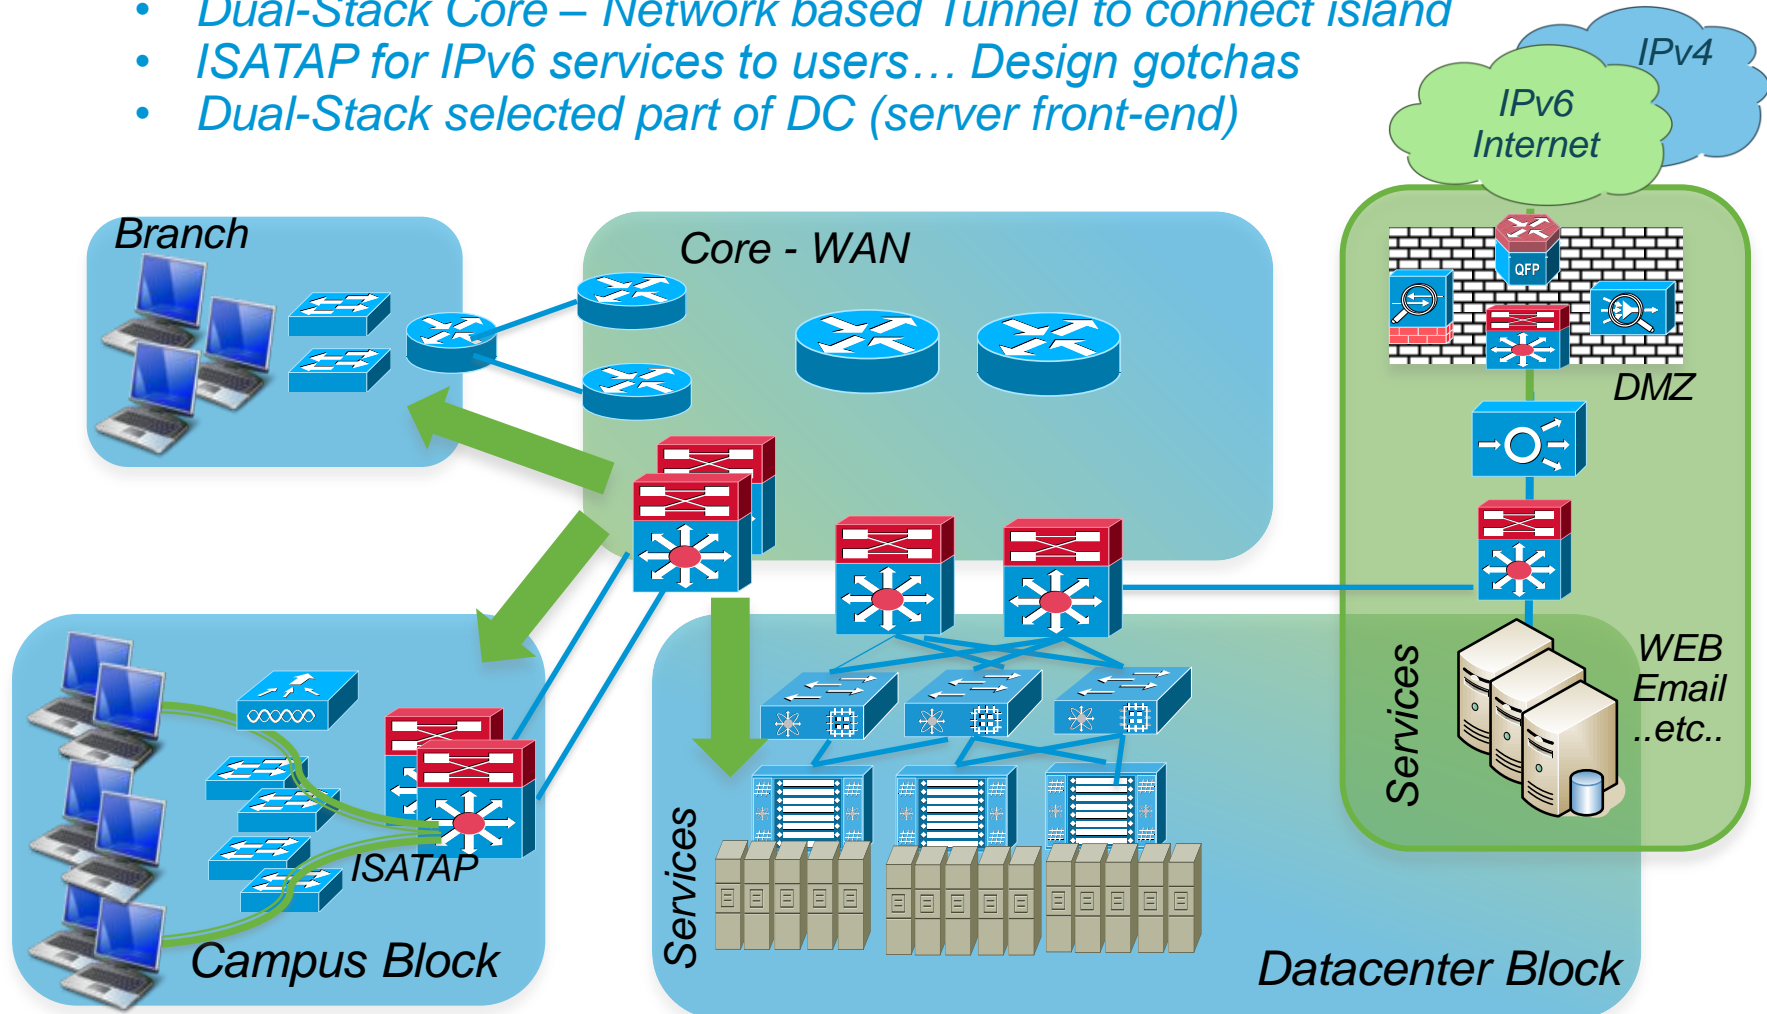 • Dual-Stack Core – Network based Tunnel to connect island
• ISATAP for IPv6 services to users… Design gotchas
• Dual-Stack selected part of DC (server front-end)
IPv4
IPv6
Internet
Branch
Core - WAN
QFP
DMZ
Services
WEB
Email
..etc..
ISATAP
Campus Block
Services
Datacenter Block